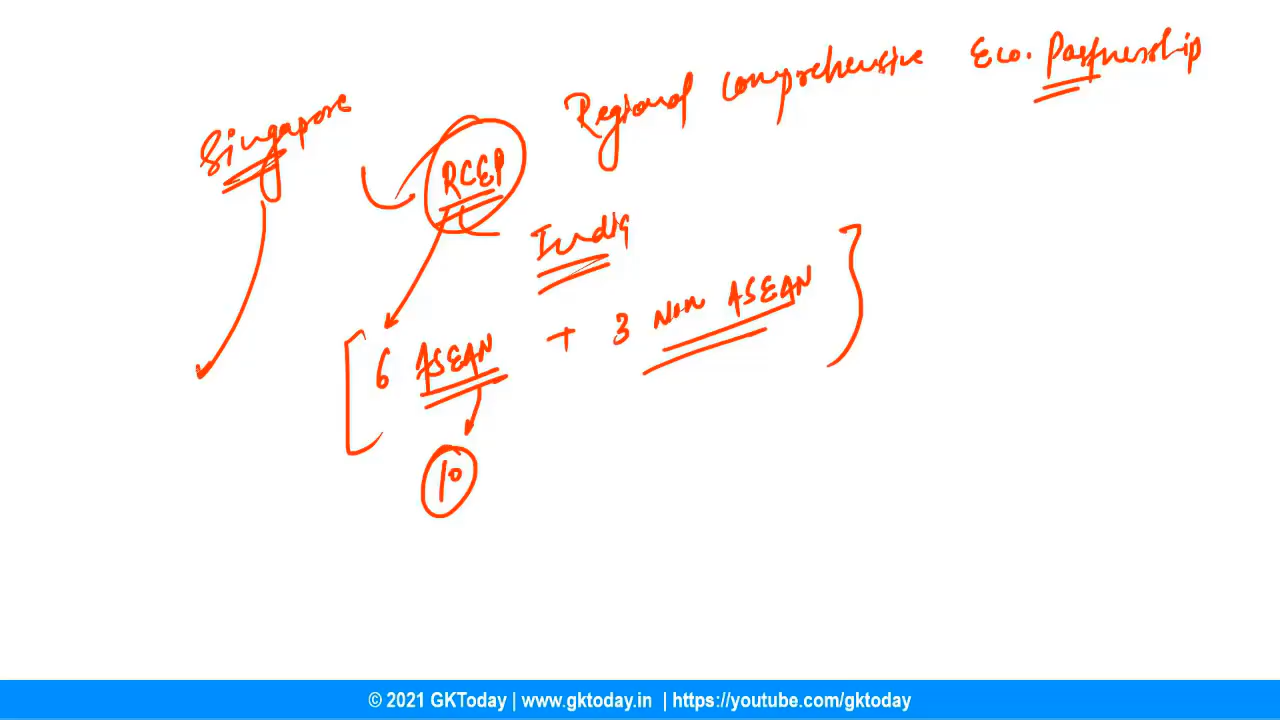 Regional Comprehensive Eco. Partnership
Singapore
RCEP
India
6 ASEAN + 3 Non ASEAN
10
© 2021 GKToday | www.gktoday.in | https://youtube.com/gktoday